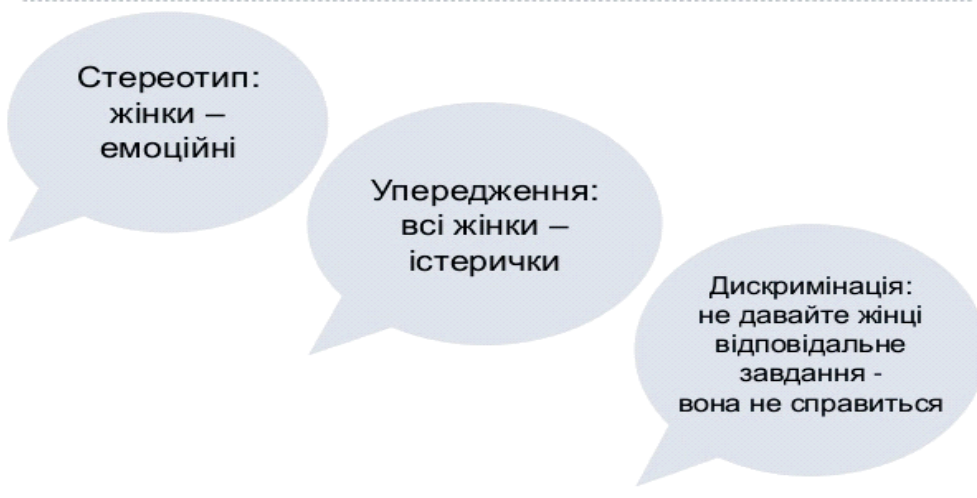 Стереотип:
жінки –
емоційні
Упередження:
всі жінки –
істерички
Дискримінація:
не давайте жінці
відповідальне
завдання -
вона не справиться